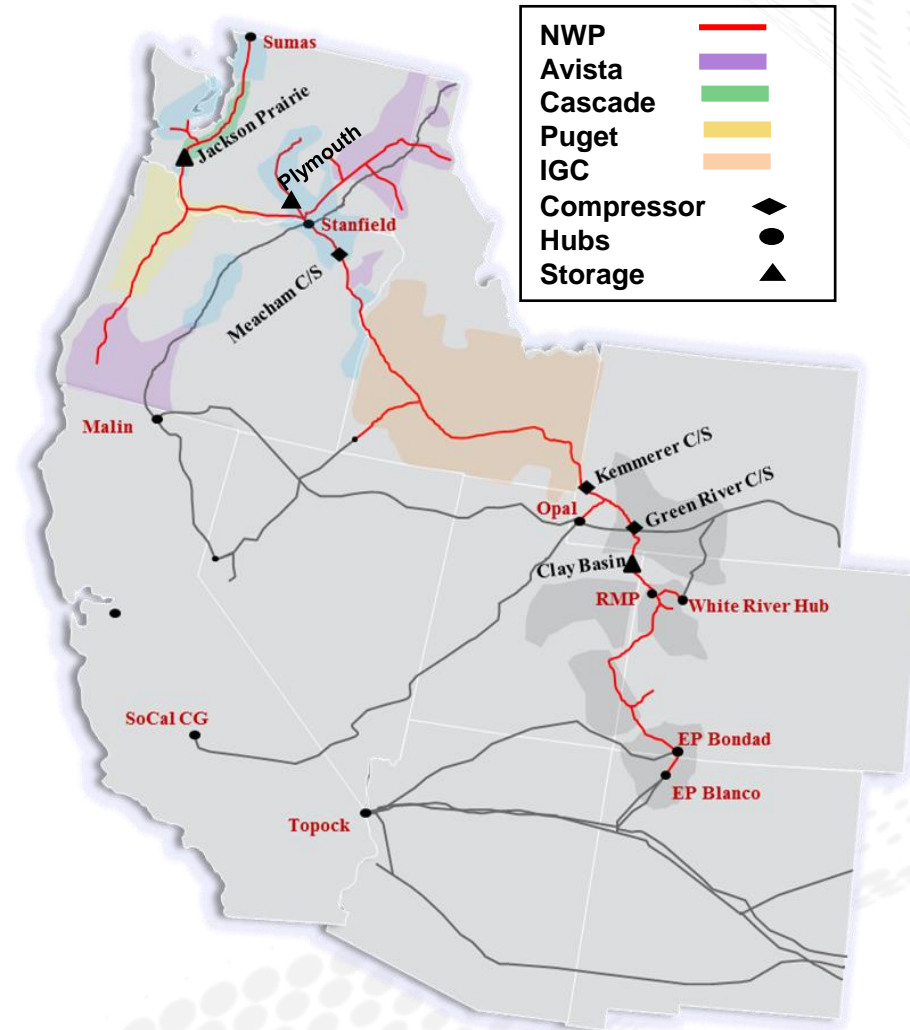 NWP
Avista
Cascade
Puget
IGC
Compressor
Hubs
Storage
Sumas
Jackson Prairie
Plymouth
Stanfield
Meacham C/S
Malin
Kemmerer C/S
Opal
Green River C/S
Clay Basin
RMP
White River Hub
SoCal CG
EP Bondad
EP Blanco
Topock